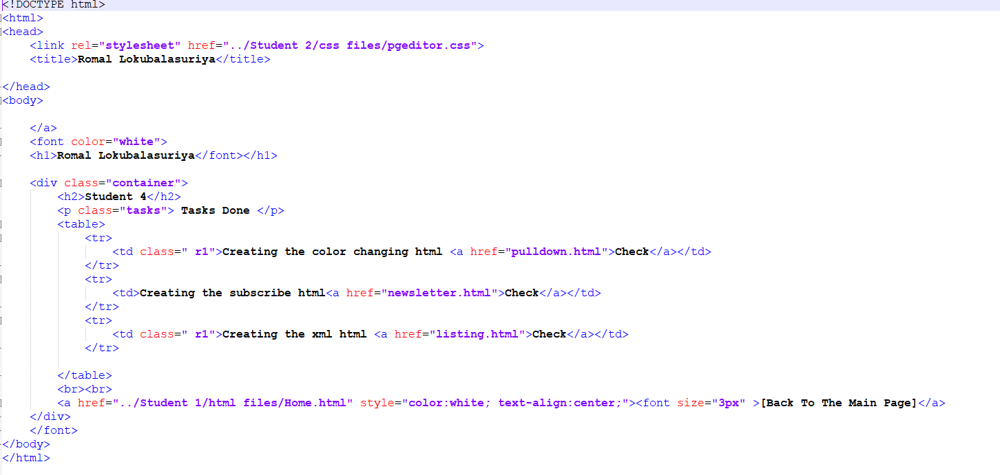 <!DOCTYPE html>
<html>
<head>
<link rel="stylesheet" href="../Student 2/css files/pgeditor.css">
<title>Romal Lokubalasuriya</title>
</head>
<body>
</a>
<font color="white">
<h1>Romal Lokubalasuriya</font></h1>
<div class="container">
<h2>Student 4</h2>
<p class="tasks"> Tasks Done </p>
<table>
<tr>
<td class=" r1">Creating the color changing html <a href="pulldown.html">Check</a></td>
</tr>
<tr>
<td>Creating the subscribe html<a href="newsletter.html">Check</a></td>
</tr>
<tr>
<td class=" r1">Creating the xml html <a href="listing.html">Check</a></td>
</tr>
</table>
<br><br>
<a href="../Student 1/html files/Home.html" style="color:white; text-align:center;"><font size="3px" >[Back To The Main Page]</a>
</div>
</font>
</body>
</html>